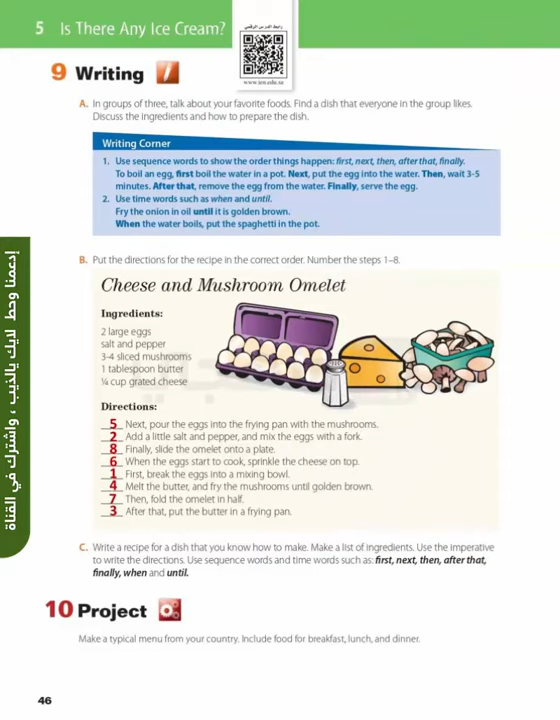 5 Is There Any Ice Cream?
رابط الدرس الرقمي
www.ien.edu.sa
9 Writing
A. In groups of three, talk about your favorite foods. Find a dish that everyone in the group likes.
Discuss the ingredients and how to prepare the dish.
Writing Corner
1. Use sequence words to show the order things happen: first, next, then, after that, finally.
To boil an egg, first boil the water in a pot. Next, put the egg into the water. Then, wait 3-5
minutes. After that, remove the egg from the water. Finally, serve the egg.
2. Use time words such as when and until.
Fry the onion in oil until it is golden brown.
When the water boils, put the spaghetti in the pot.
إدعمنا وحط لايك يالذيب ، واشترك في القناة
B. Put the directions for the recipe in the correct order. Number the steps 1–8.
Cheese and Mushroom Omelet
Ingredients:
2 large eggs
salt and pepper
3-4 sliced mushrooms
1 tablespoon butter
¼ cup grated cheese
Directions:
5 Next, pour the eggs into the frying pan with the mushrooms.
2 Add a little salt and pepper, and mix the eggs with a fork.
8 Finally, slide the omelet onto a plate.
6 When the eggs start to cook, sprinkle the cheese on top.
1 First, break the eggs into a mixing bowl.
4 Melt the butter, and fry the mushrooms until golden brown.
7 Then, fold the omelet in half.
3 After that, put the butter in a frying pan.
C. Write a recipe for a dish that you know how to make. Make a list of ingredients. Use the imperative
to write the directions. Use sequence words and time words such as: first, next, then, after that,
finally, when and until.
10 Project
Make a typical menu from your country. Include food for breakfast, lunch, and dinner.
46